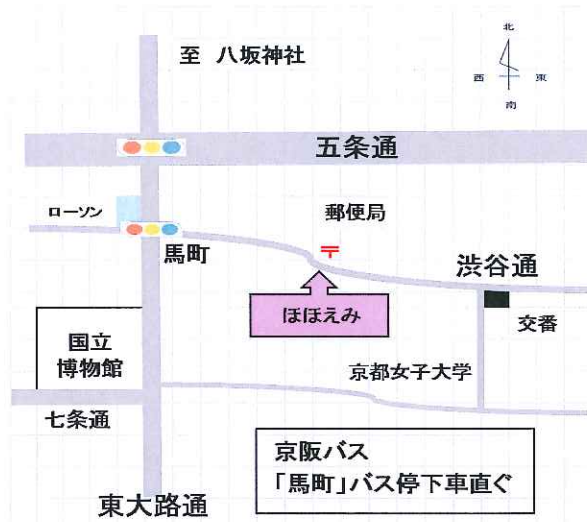 至 八坂神社
北
西
東
南
五条通
ローソン
郵便局
〒
馬町
渋谷通
ほほえみ
交番
国立
博物館
京都女子大学
七条通
京阪バス
「馬町」バス停下車直ぐ
東大路通